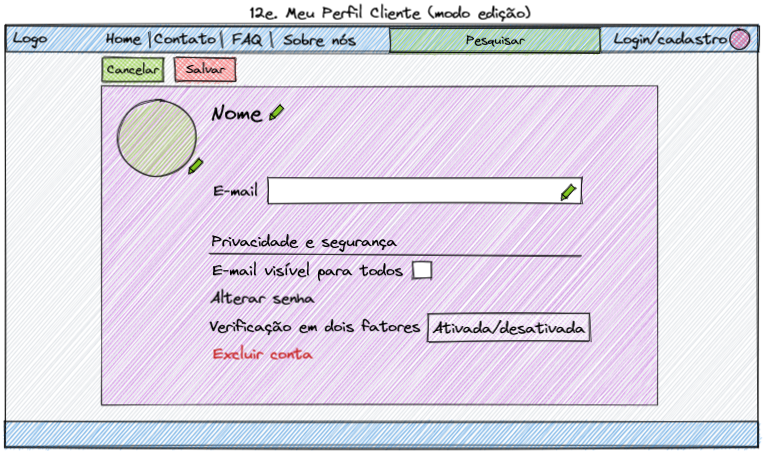 12e. Meu Perfil Cliente (modo edição)
Logo Home | Contato | FAQ | Sobre nós Pesquisar Login/cadastro
Cancelar Salvar
Nome
E-mail
Privacidade e segurança
E-mail visível para todos
Alterar senha
Verificação em dois fatores Ativada/desativada
Excluir conta